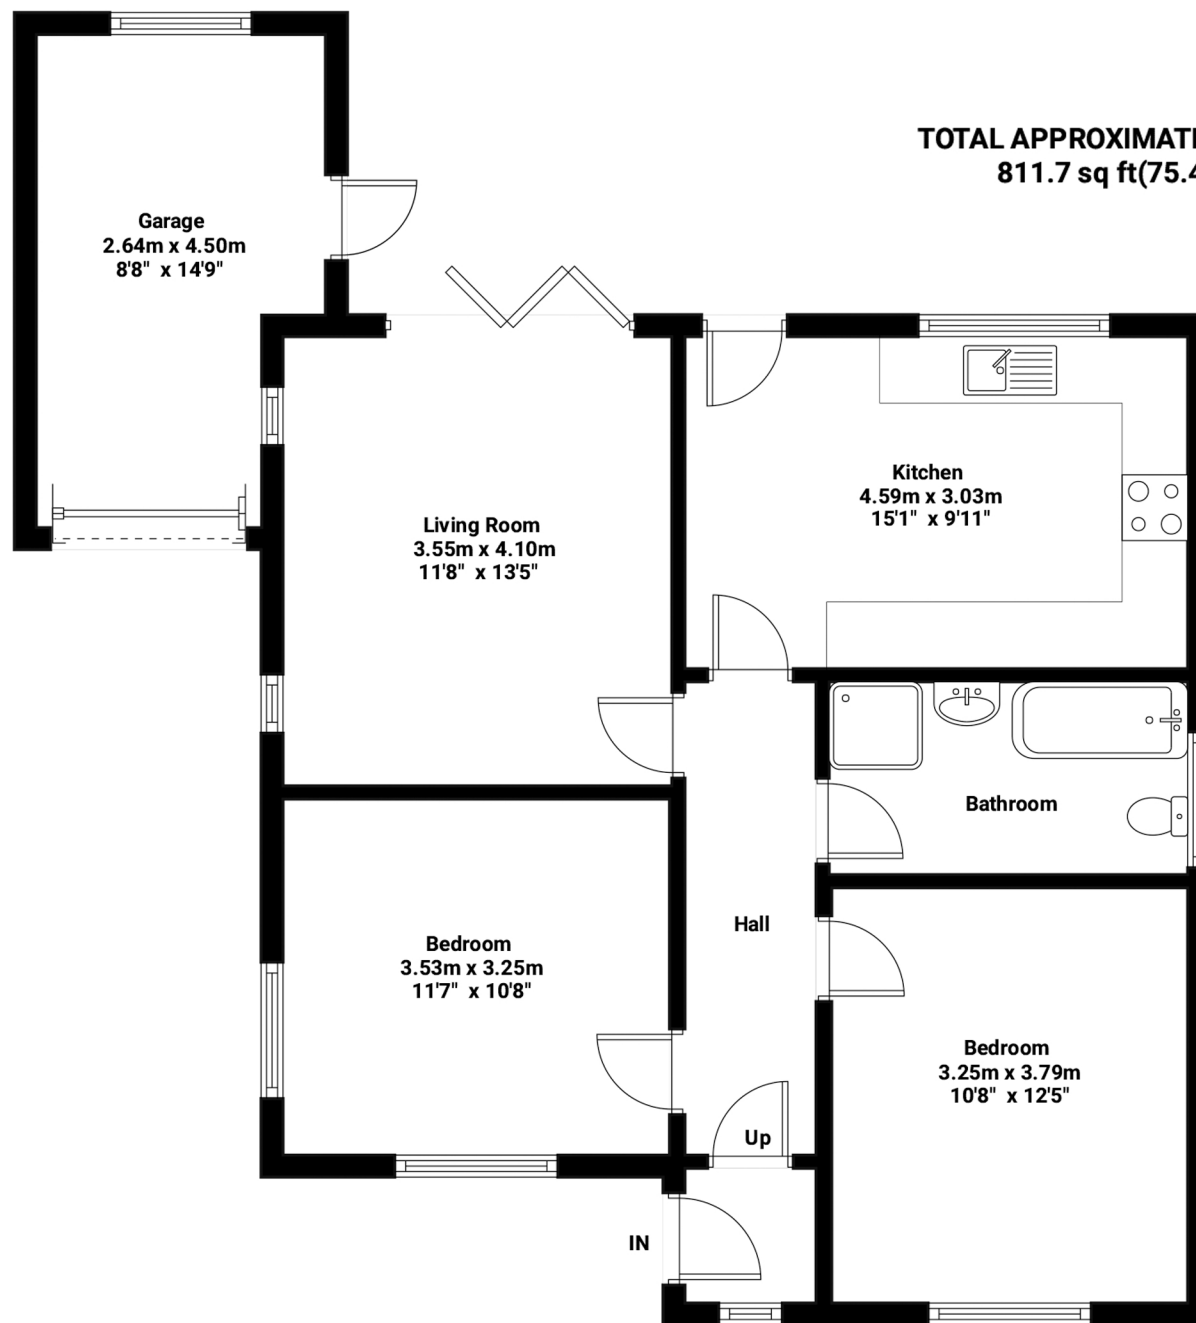 TOTAL APPROXIMAT
811.7 sq ft(75.4
Garage
2.64m x 4.50m
8'8" x 14'9"
Kitchen
4.59m x 3.03m
15'1" x 9'11"
Living Room
3.55m x 4.10m
11'8" x 13'5"
Bathroom
Hall
Bedroom
3.53m x 3.25m
11'7" x 10'8"
Bedroom
3.25m x 3.79m
10'8" x 12'5"
Up
IN